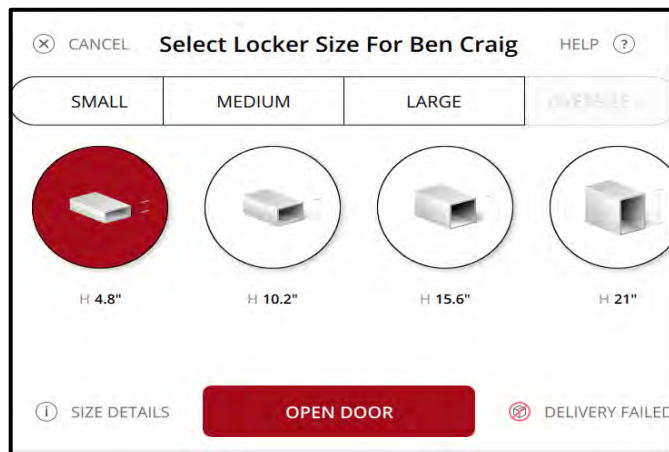 CANCEL Select Locker Size For Ben Craig HELP ?
SMALL MEDIUM LARGE OVERSIZE
H 4.8" H 10.2" H 15.6" H 21"
i SIZE DETAILS OPEN DOOR DELIVERY FAILED